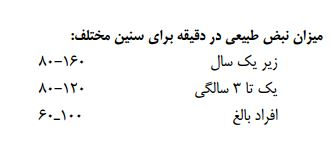 میزان نبض طبیعی در دقیقه برای سنین مختلف:
زیر یک سال ۸۰-۱۶۰
یک تا ۳ سالگی ۸۰-۱۲۰
افراد بالغ ۶۰ـ۱۰۰